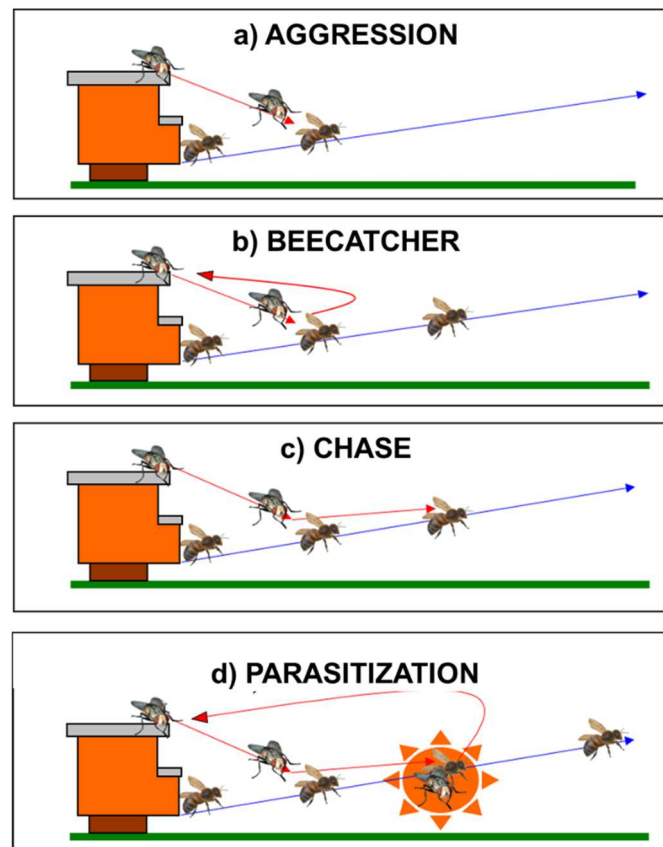 a) AGGRESSION
b) BEECATCHER
c) CHASE
d) PARASITIZATION